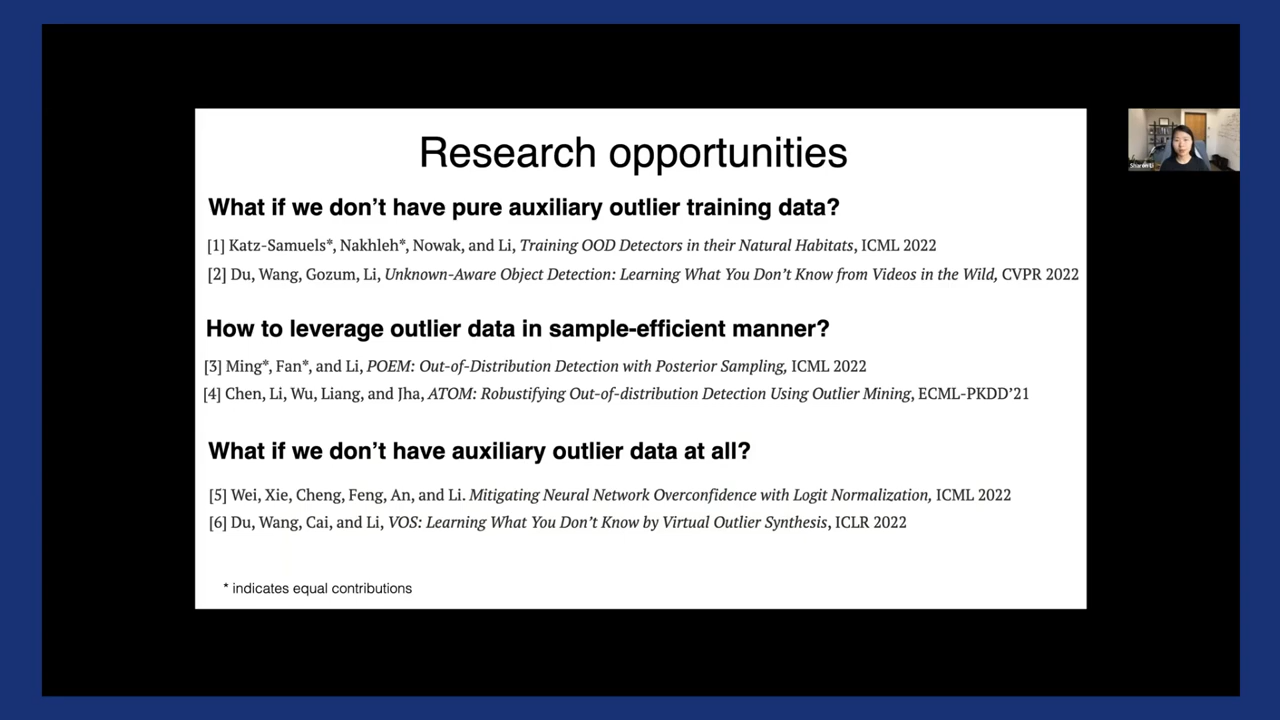 Research opportunities
What if we don’t have pure auxiliary outlier training data?
[1] Katz-Samuels*, Nakhleh*, Nowak, and Li, Training OOD Detectors in their Natural Habitats, ICML 2022
[2] Du, Wang, Gozum, Li, Unknown-Aware Object Detection: Learning What You Don’t Know from Videos in the Wild, CVPR 2022
How to leverage outlier data in sample-efficient manner?
[3] Ming*, Fan*, and Li, POEM: Out-of-Distribution Detection with Posterior Sampling, ICML 2022
[4] Chen, Li, Wu, Liang, and Jha, ATOM: Robustifying Out-of-distribution Detection Using Outlier Mining, ECML-PKDD’21
What if we don’t have auxiliary outlier data at all?
[5] Wei, Xie, Cheng, Feng, An, and Li. Mitigating Neural Network Overconfidence with Logit Normalization, ICML 2022
[6] Du, Wang, Cai, and Li, VOS: Learning What You Don’t Know by Virtual Outlier Synthesis, ICLR 2022
* indicates equal contributions
Sharon Li